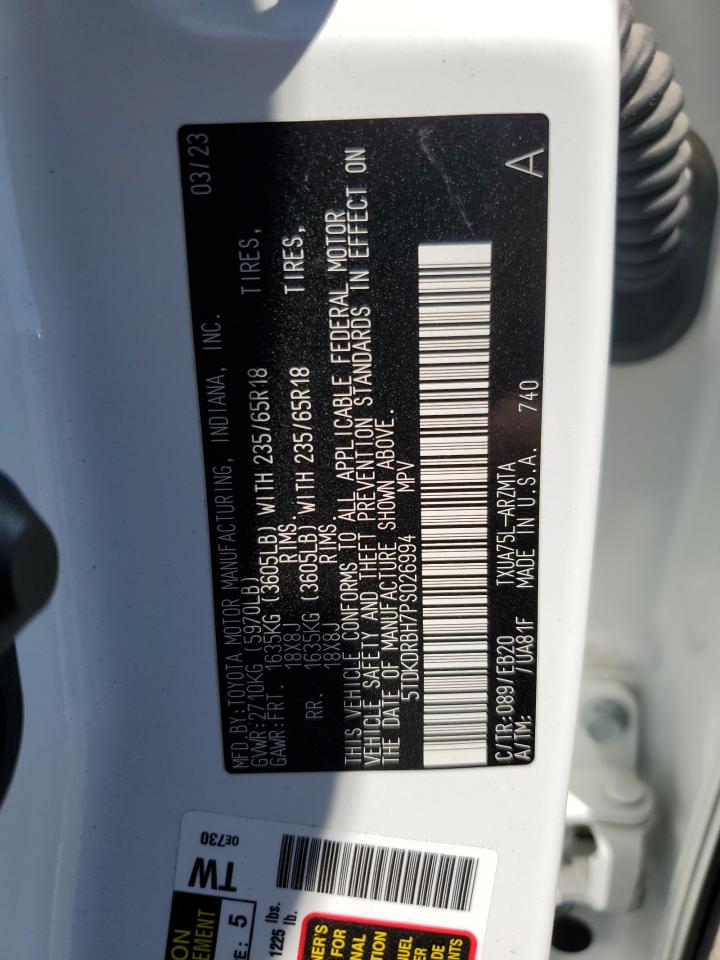 MFD.BY:TOYOTA MOTOR MANUFACTURING, INDIANA, INC. 03/23
GVWR:2710KG (5970LB)
GAWR:FRT. 1635KG (3605LB) WITH 235/65R18 TIRES,
18X8J RIMS
RR. 1635KG (3605LB) WITH 235/65R18 TIRES,
18X8J RIMS
THIS VEHICLE CONFORMS TO ALL APPLICABLE FEDERAL MOTOR
VEHICLE SAFETY AND THEFT PREVENTION STANDARDS IN EFFECT ON
THE DATE OF MANUFACTURE SHOWN ABOVE.
5TDKDRBH7PS026994 MPV
C/TR:089/EB20 TXUA75L-ARZMTA
A/TM: /UA81F MADE IN U.S.A. 740 A
TW 0E730
5
1225 lbs.
lb.
FOR